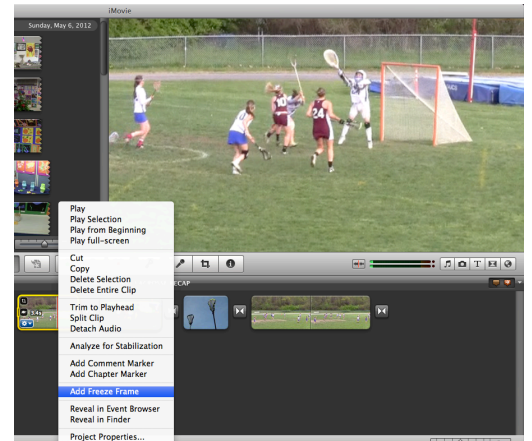 iMovie
Sunday, May 6, 2012
24
Play
Play Selection
Play from Beginning
Play full-screen
Cut
Copy
Delete Selection
Delete Entire Clip
ECAP
3.4s
Trim to Playhead
Split Clip
Detach Audio
Analyze for Stabilization
Add Comment Marker
Add Chapter Marker
Add Freeze Frame
Reveal in Event Browser
Reveal in Finder
Project Properties...